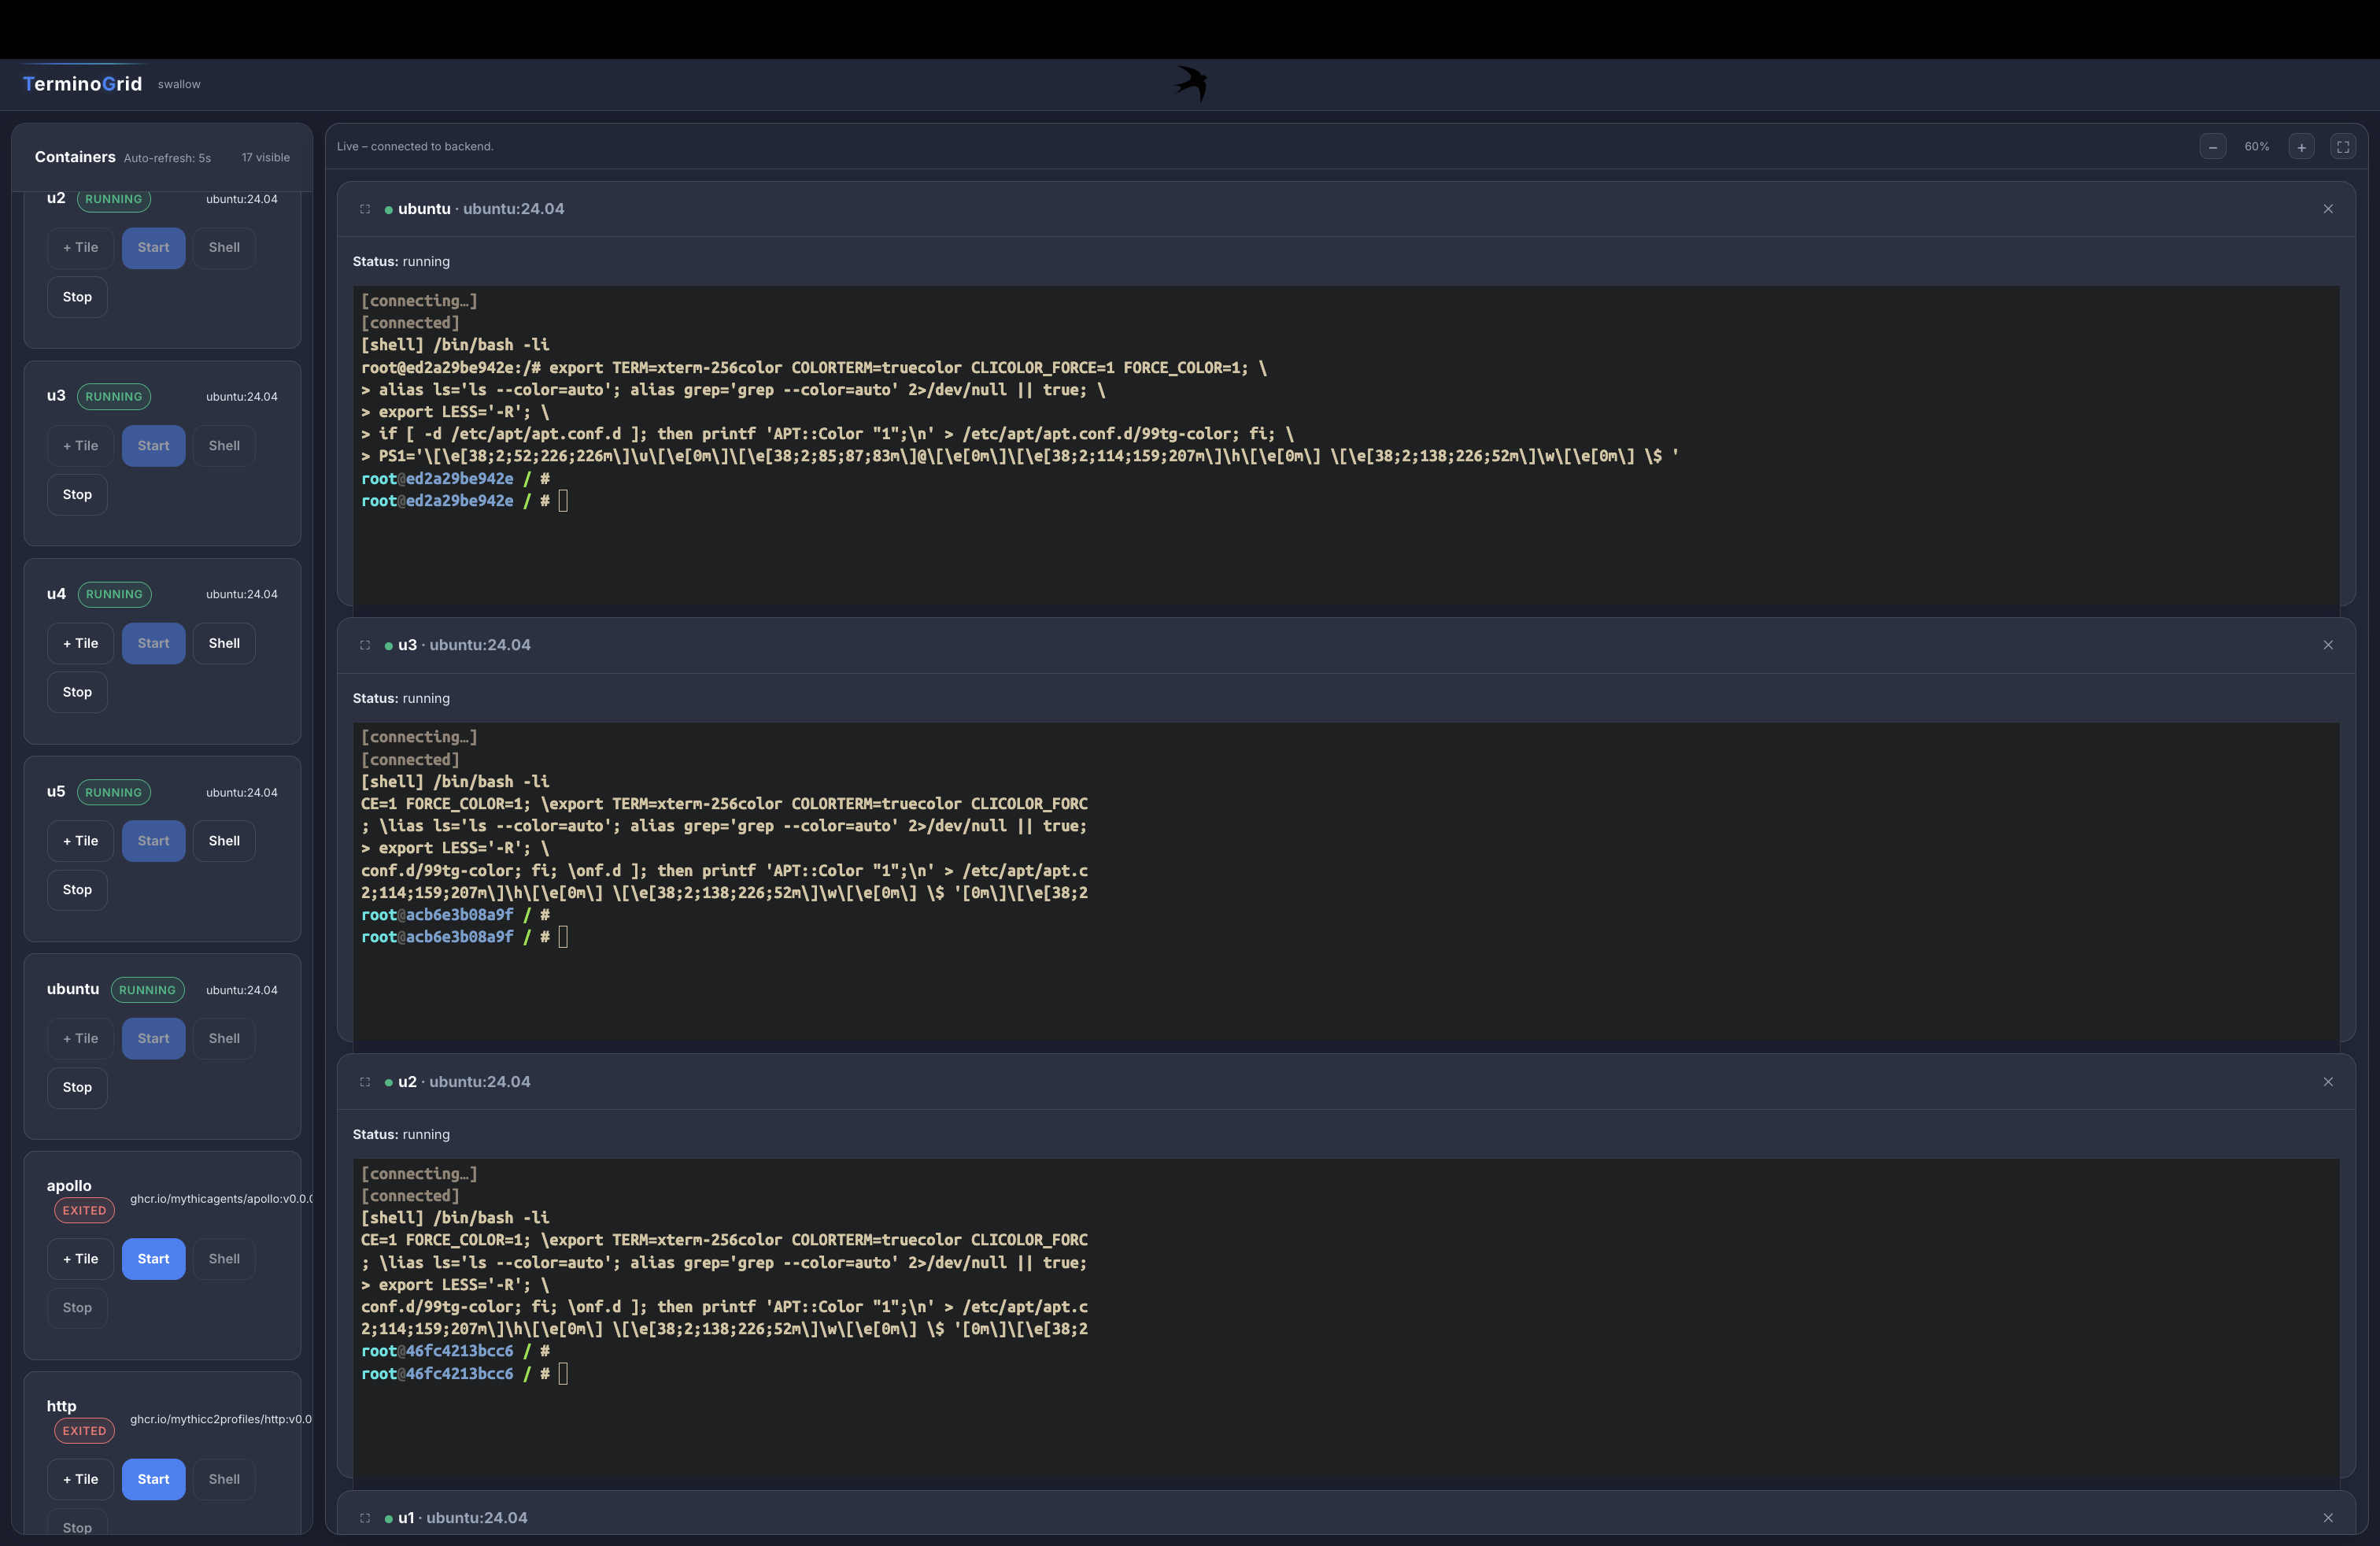 TerminoGrid swallow
Containers Auto-refresh: 5s 17 visible
u2 RUNNING ubuntu:24.04
+ Tile Start Shell
Stop
u3 RUNNING ubuntu:24.04
+ Tile Start Shell
Stop
u4 RUNNING ubuntu:24.04
+ Tile Start Shell
Stop
u5 RUNNING ubuntu:24.04
+ Tile Start Shell
Stop
ubuntu RUNNING ubuntu:24.04
+ Tile Start Shell
Stop
apollo
EXITED ghcr.io/mythicagents/apollo:v0.0.0
+ Tile Start Shell
Stop
http
EXITED ghcr.io/mythicc2profiles/http:v0.0
+ Tile Start Shell
Stop
Live – connected to backend. − 60% +
ubuntu · ubuntu:24.04 ×
Status: running
[connecting…]
[connected]
[shell] /bin/bash -li
root@ed2a29be942e:/# export TERM=xterm-256color COLORTERM=truecolor CLICOLOR_FORCE=1 FORCE_COLOR=1; \
> alias ls='ls --color=auto'; alias grep='grep --color=auto' 2>/dev/null || true; \
> export LESS='-R'; \
> if [ -d /etc/apt/apt.conf.d ]; then printf 'APT::Color "1";\n' > /etc/apt/apt.conf.d/99tg-color; fi; \
> PS1='\[\e[38;2;52;226;226m\]\u\[\e[0m\]\[\e[38;2;85;87;83m\]@\[\e[0m\]\[\e[38;2;114;159;207m\]\h\[\e[0m\] \[\e[38;2;138;226;52m\]\w\[\e[0m\] \$ '
root@ed2a29be942e / #
root@ed2a29be942e / #
u3 · ubuntu:24.04 ×
Status: running
[connecting…]
[connected]
[shell] /bin/bash -li
CE=1 FORCE_COLOR=1; \export TERM=xterm-256color COLORTERM=truecolor CLICOLOR_FORC
; \lias ls='ls --color=auto'; alias grep='grep --color=auto' 2>/dev/null || true;
> export LESS='-R'; \
conf.d/99tg-color; fi; \onf.d ]; then printf 'APT::Color "1";\n' > /etc/apt/apt.c
2;114;159;207m\]\h\[\e[0m\] \[\e[38;2;138;226;52m\]\w\[\e[0m\] \$ '[0m\]\[\e[38;2
root@acb6e3b08a9f / #
root@acb6e3b08a9f / #
u2 · ubuntu:24.04 ×
Status: running
[connecting…]
[connected]
[shell] /bin/bash -li
CE=1 FORCE_COLOR=1; \export TERM=xterm-256color COLORTERM=truecolor CLICOLOR_FORC
; \lias ls='ls --color=auto'; alias grep='grep --color=auto' 2>/dev/null || true;
> export LESS='-R'; \
conf.d/99tg-color; fi; \onf.d ]; then printf 'APT::Color "1";\n' > /etc/apt/apt.c
2;114;159;207m\]\h\[\e[0m\] \[\e[38;2;138;226;52m\]\w\[\e[0m\] \$ '[0m\]\[\e[38;2
root@46fc4213bcc6 / #
root@46fc4213bcc6 / #
u1 · ubuntu:24.04 ×